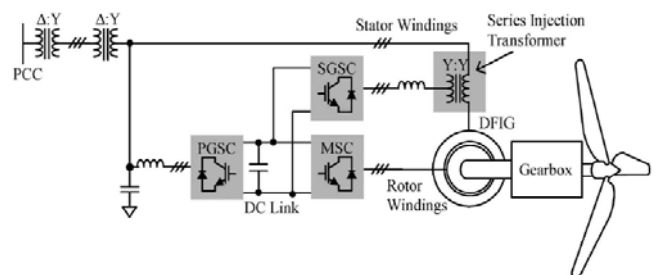 Δ:Y
Δ:Y
PCC
Stator Windings
Series Injection
Transformer
SGSC
Y:Y
DFIG
PGSC
MSC
Gearbox
DC Link
Rotor
Windings